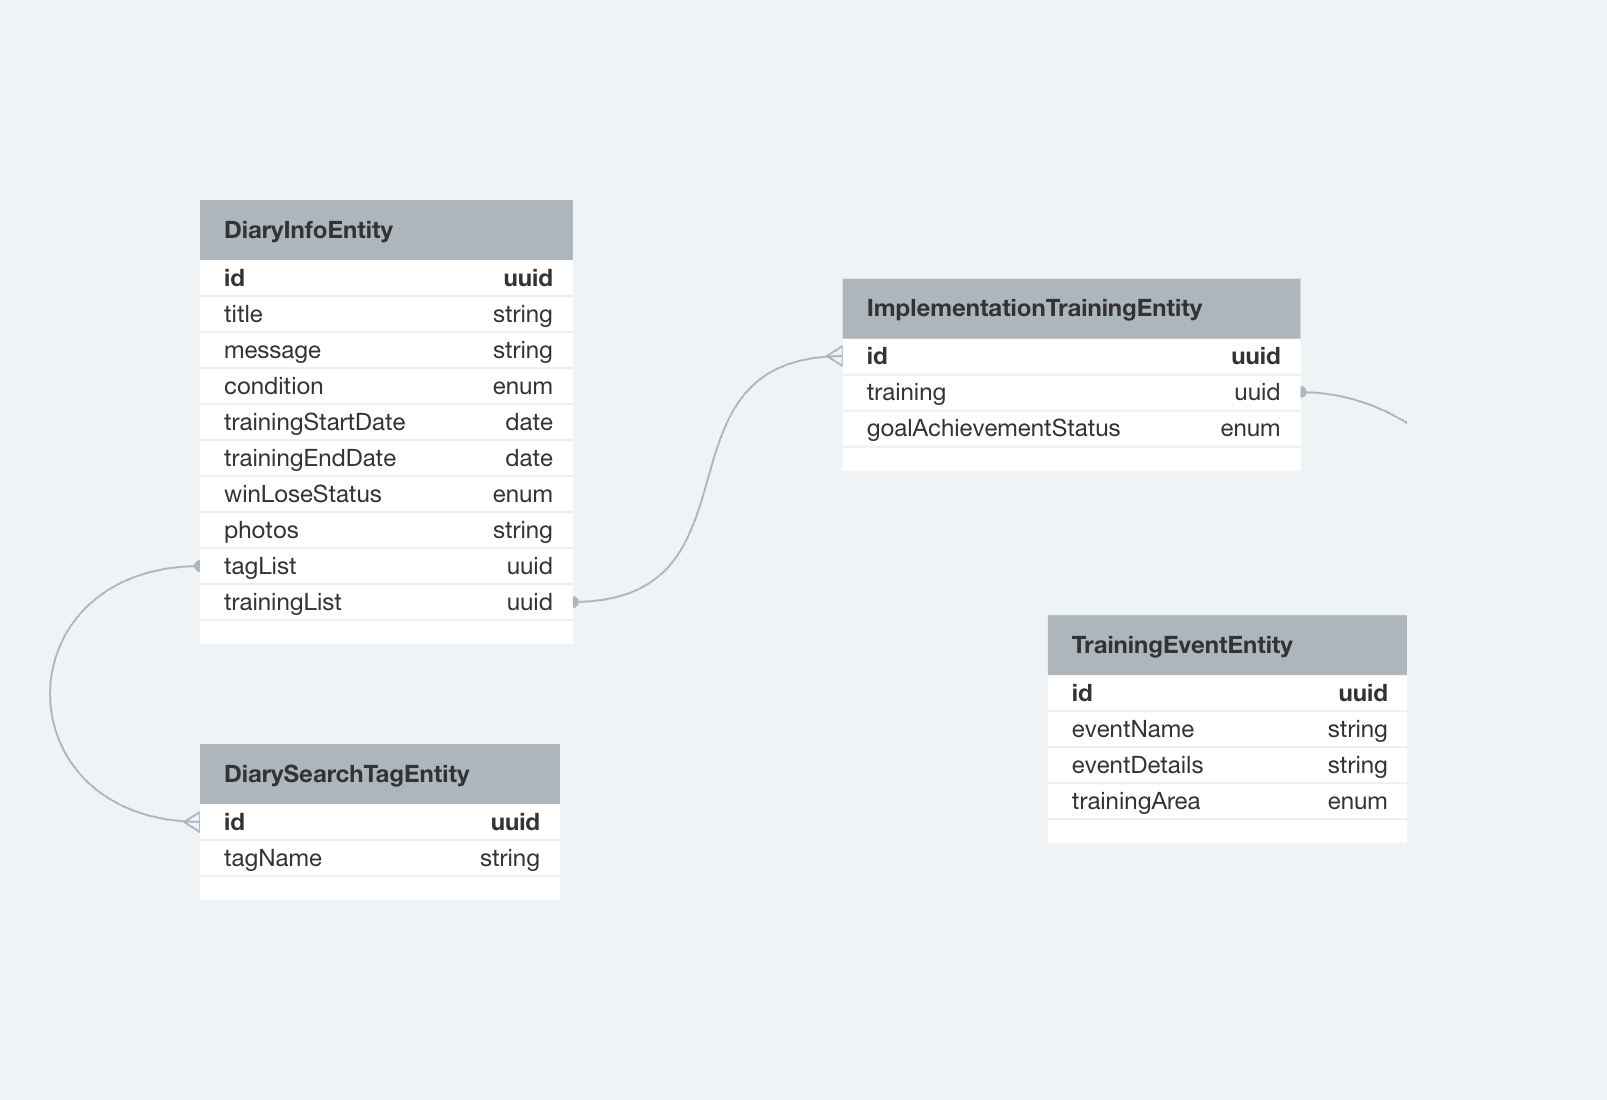 DiaryInfoEntity
id uuid
title string
message string
condition enum
trainingStartDate date
trainingEndDate date
winLoseStatus enum
photos string
tagList uuid
trainingList uuid
ImplementationTrainingEntity
id uuid
training uuid
goalAchievementStatus enum
DiarySearchTagEntity
id uuid
tagName string
TrainingEventEntity
id uuid
eventName string
eventDetails string
trainingArea enum